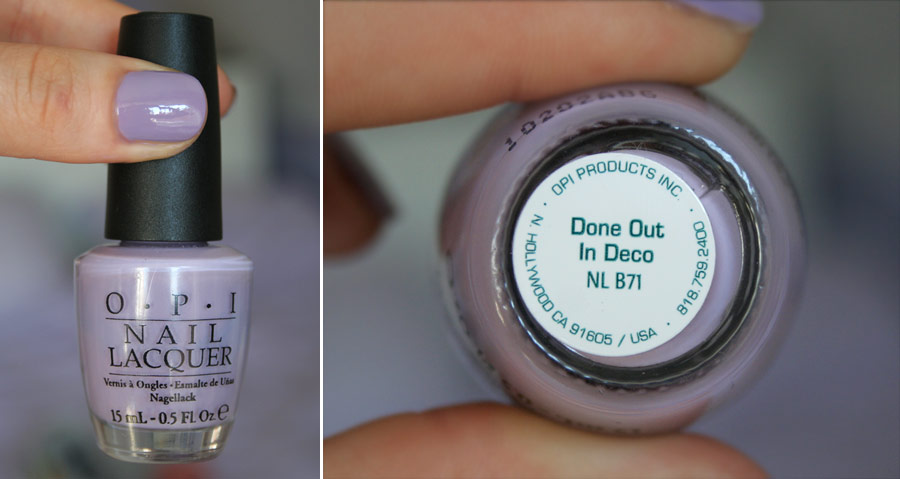 O·P·I
NAIL
LACQUER
Vernis à Ongles·Esmalte de Uñas
Nagellack
15 mL - 0.5 Fl. Oz. ℮
10202ABG
· OPI PRODUCTS INC. · 818.759.2400 · N. HOLLYWOOD CA 91605 / USA
Done Out
In Deco
NL B71